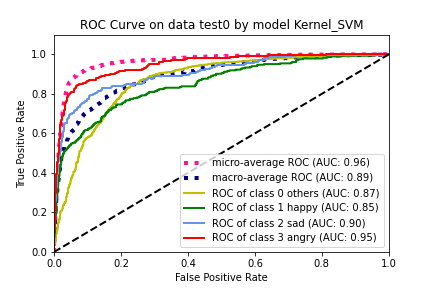 ROC Curve on data test0 by model Kernel_SVM
True Positive Rate
1.0
0.8
0.6
0.4
0.2
0.0
micro-average ROC (AUC: 0.96)
macro-average ROC (AUC: 0.89)
ROC of class 0 others (AUC: 0.87)
ROC of class 1 happy (AUC: 0.85)
ROC of class 2 sad (AUC: 0.90)
ROC of class 3 angry (AUC: 0.95)
0.0 0.2 0.4 0.6 0.8 1.0
False Positive Rate